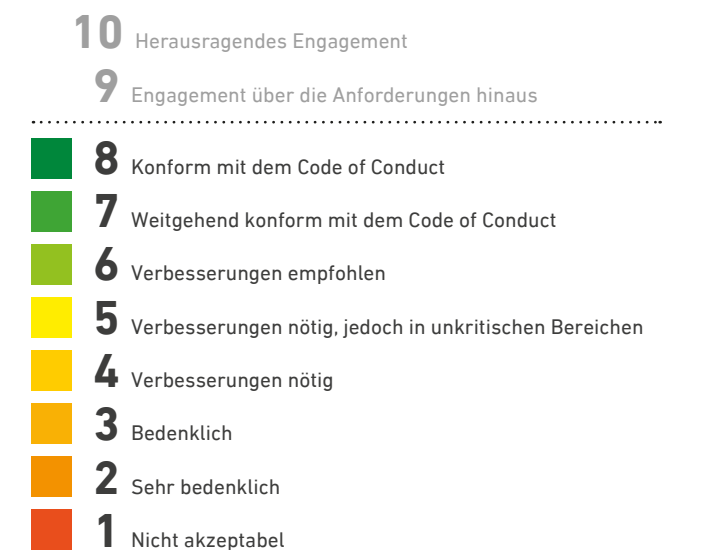 10 Herausragendes Engagement
9 Engagement über die Anforderungen hinaus
8 Konform mit dem Code of Conduct
7 Weitgehend konform mit dem Code of Conduct
6 Verbesserungen empfohlen
5 Verbesserungen nötig, jedoch in unkritischen Bereichen
4 Verbesserungen nötig
3 Bedenklich
2 Sehr bedenklich
1 Nicht akzeptabel